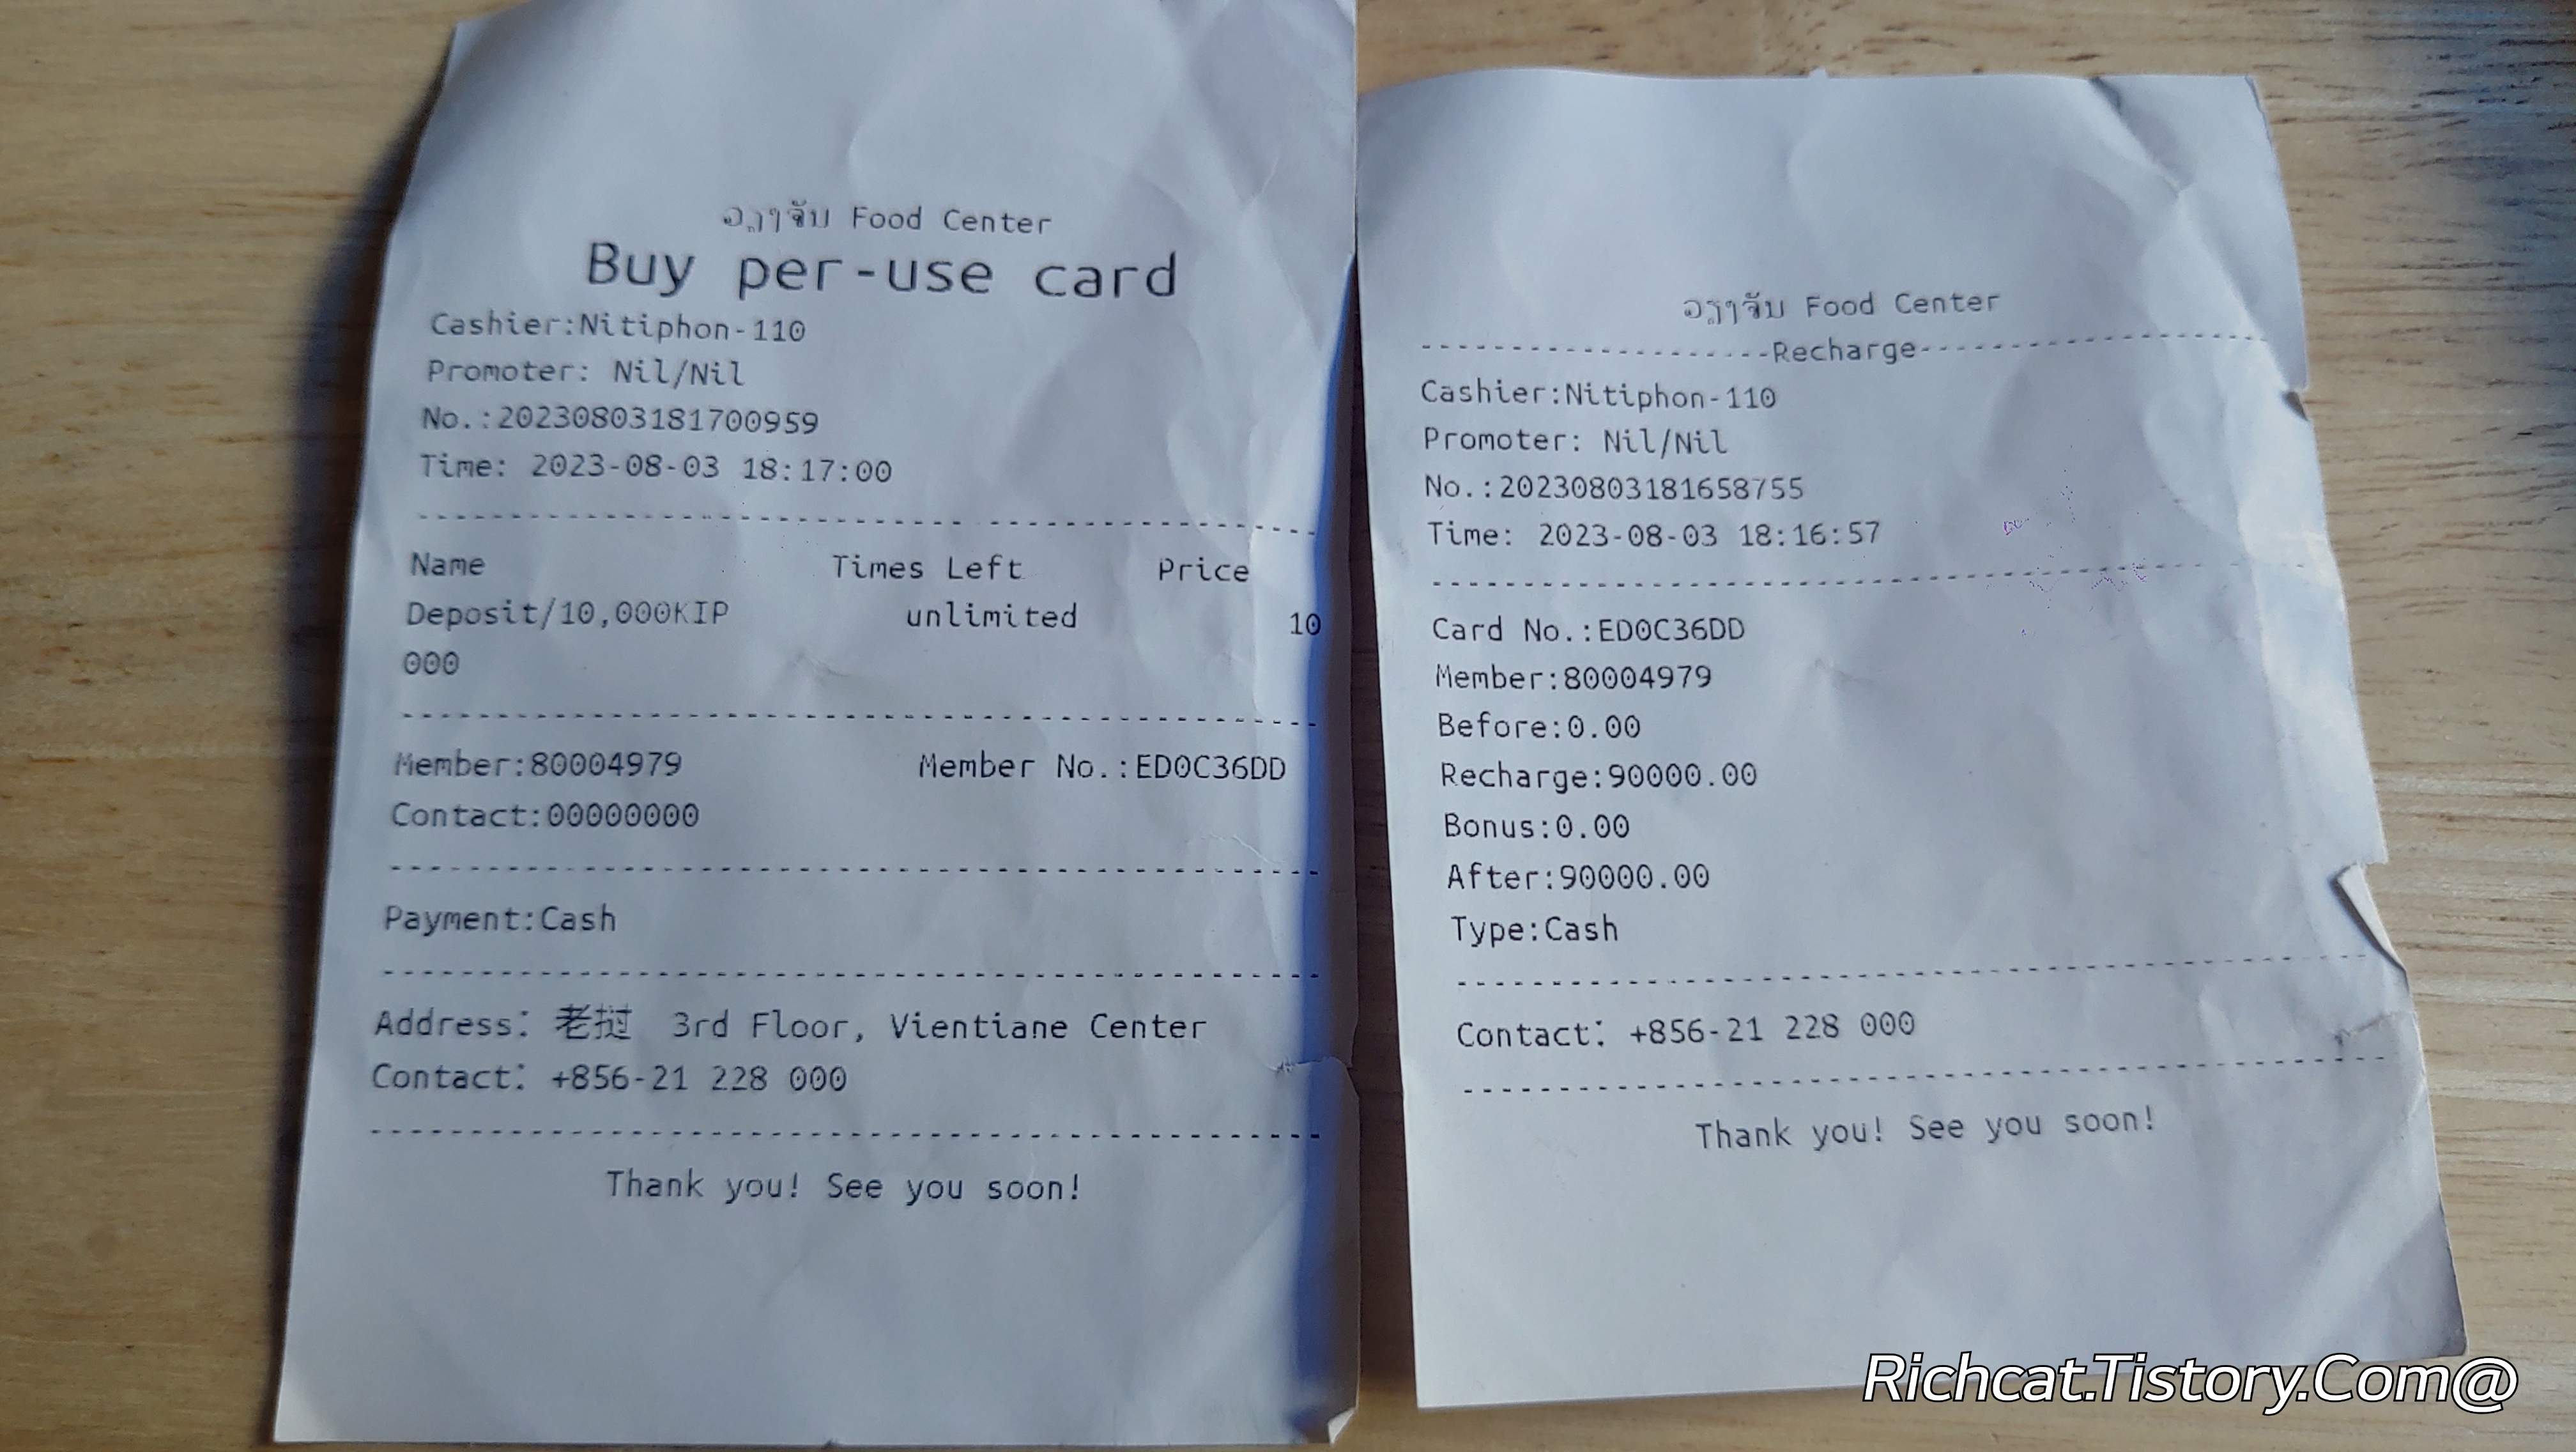 ວຽງຈັນ Food Center
Buy per-use card
Cashier:Nitiphon-110
Promoter: Nil/Nil
No.:20230803181700959
Time: 2023-08-03 18:17:00
Name Times Left Price
Deposit/10,000KIP unlimited 10
000
Member:80004979 Member No.:ED0C36DD
Contact:00000000
Payment:Cash
Address: 老挝 3rd Floor, Vientiane Center
Contact: +856-21 228 000
Thank you! See you soon!
ວຽງຈັນ Food Center
Recharge
Cashier:Nitiphon-110
Promoter: Nil/Nil
No.:20230803181658755
Time: 2023-08-03 18:16:57
Card No.:ED0C36DD
Member:80004979
Before:0.00
Recharge:90000.00
Bonus:0.00
After:90000.00
Type:Cash
Contact: +856-21 228 000
Thank you! See you soon!
Richcat.Tistory.Com@